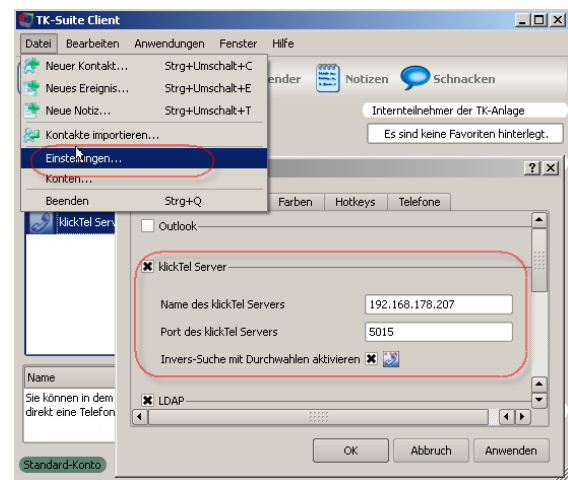 TK-Suite Client
Datei Bearbeiten Anwendungen Fenster Hilfe
Neuer Kontakt... Strg+Umschalt+C
Neues Ereignis... Strg+Umschalt+E
Neue Notiz... Strg+Umschalt+T
Kontakte importieren...
Einstellungen...
Konten...
Beenden Strg+Q
ender Notizen Schnacken
Internteilnehmer der TK-Anlage
Es sind keine Favoriten hinterlegt.
Farben Hotkeys Telefone
klickTel Serv
Outlook
klickTel Server
Name des klickTel Servers 192.168.178.207
Port des klickTel Servers 5015
Invers-Suche mit Durchwahlen aktivieren
LDAP
Name
Sie können in dem
direkt eine Telefon
OK Abbruch Anwenden
Standard-Konto